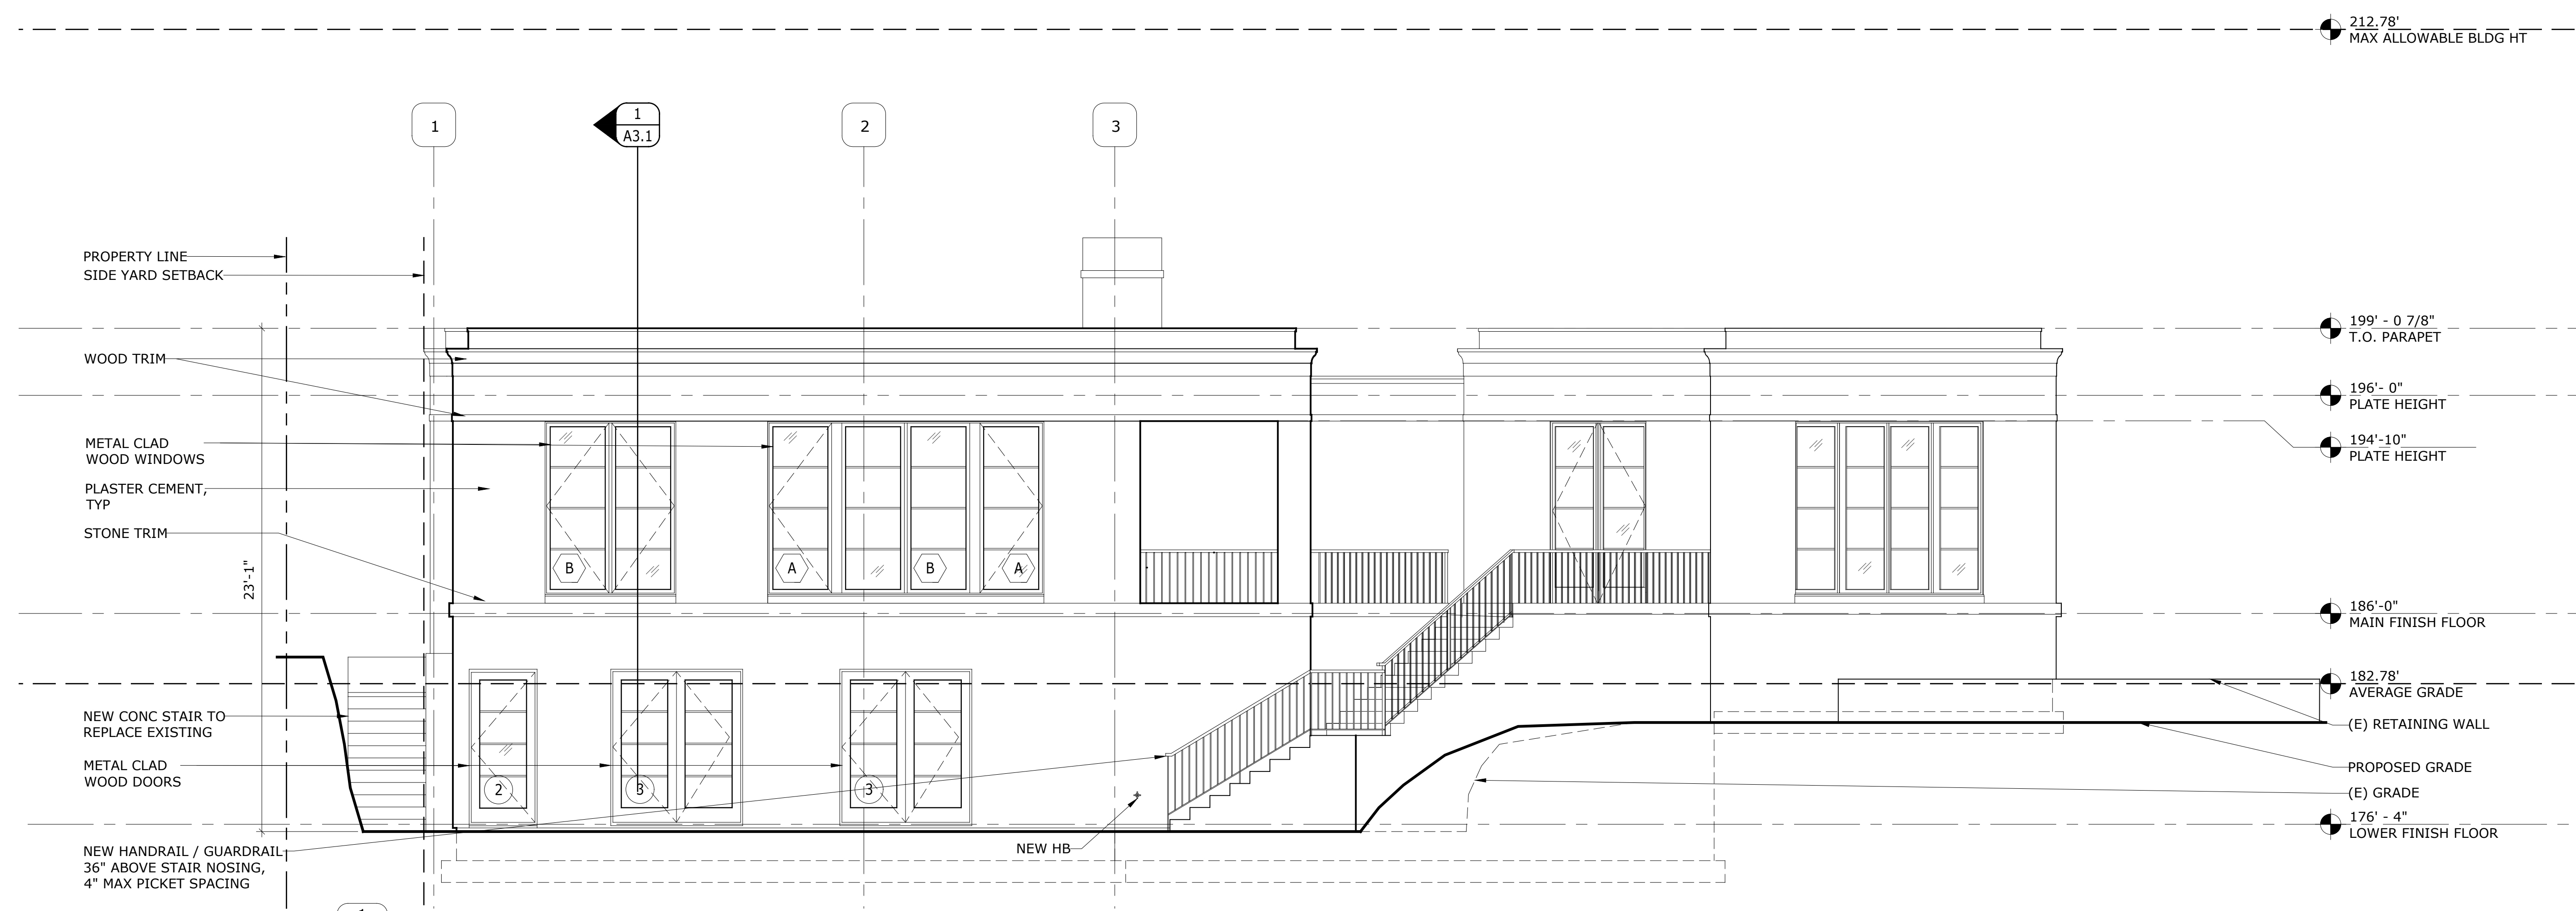 212.78'
MAX ALLOWABLE BLDG HT
1
1
A3.1
2
3
PROPERTY LINE
SIDE YARD SETBACK
199' - 0 7/8"
T.O. PARAPET
WOOD TRIM
196'- 0"
PLATE HEIGHT
METAL CLAD
WOOD WINDOWS
194'-10"
PLATE HEIGHT
PLASTER CEMENT,
TYP
STONE TRIM
23'-1"
B
A
B
A
186'-0"
MAIN FINISH FLOOR
182.78'
AVERAGE GRADE
NEW CONC STAIR TO
REPLACE EXISTING
(E) RETAINING WALL
METAL CLAD
WOOD DOORS
2
3
3
PROPOSED GRADE
(E) GRADE
176' - 4"
LOWER FINISH FLOOR
NEW HANDRAIL / GUARDRAIL
36" ABOVE STAIR NOSING,
4" MAX PICKET SPACING
NEW HB